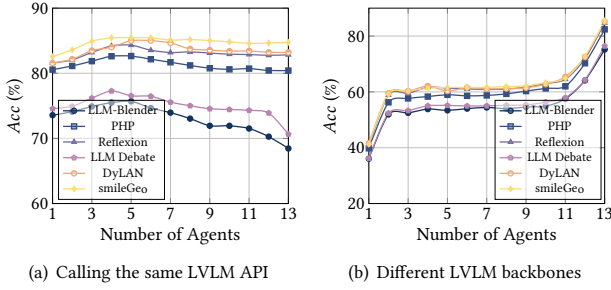 90
80
70
60
Acc (%)
LLM-Blender
PHP
Reflexion
LLM Debate
DyLAN
smileGeo
1 3 5 7 9 11 13
Number of Agents
(a) Calling the same LVLM API
80
60
40
20
Acc (%)
LLM-Blender
PHP
Reflexion
LLM Debate
DyLAN
smileGeo
1 3 5 7 9 11 13
Number of Agents
(b) Different LVLM backbones